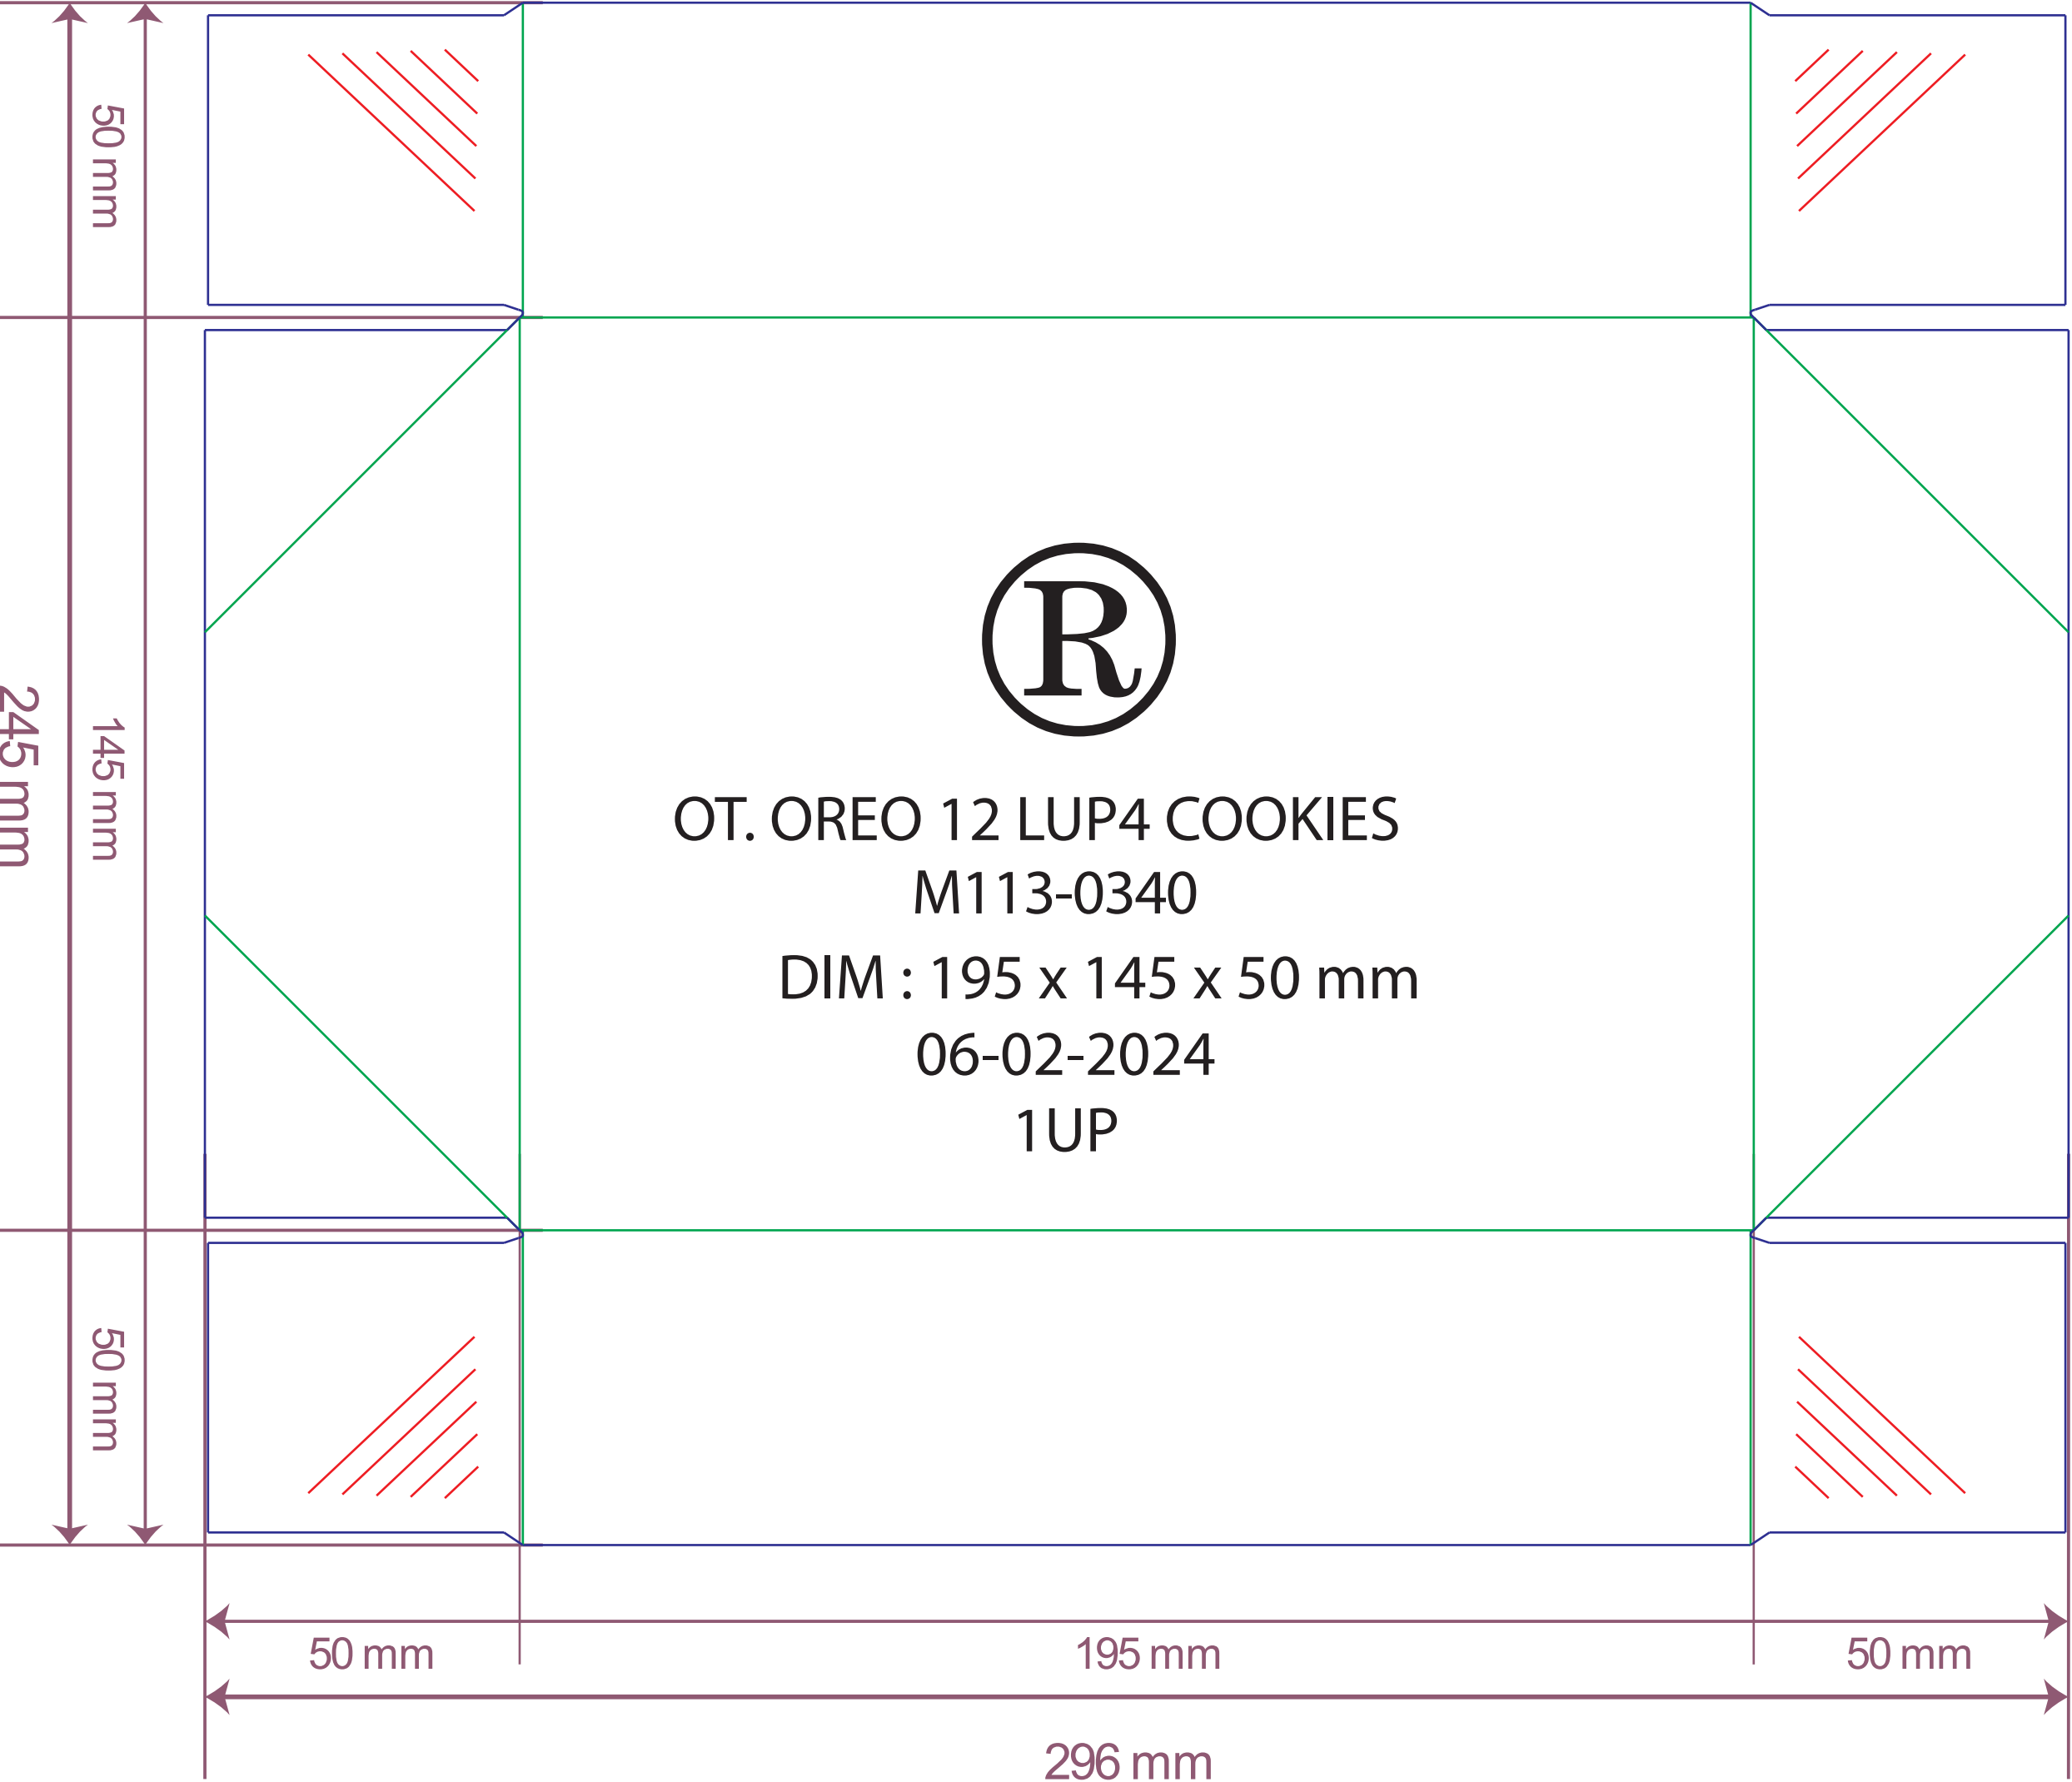 50 mm
®
245 mm
145 mm
OT. OREO 12 LUP4 COOKIES
M113-0340
DIM : 195 x 145 x 50 mm
06-02-2024
1UP
50 mm
50 mm
195 mm
50 mm
296 mm